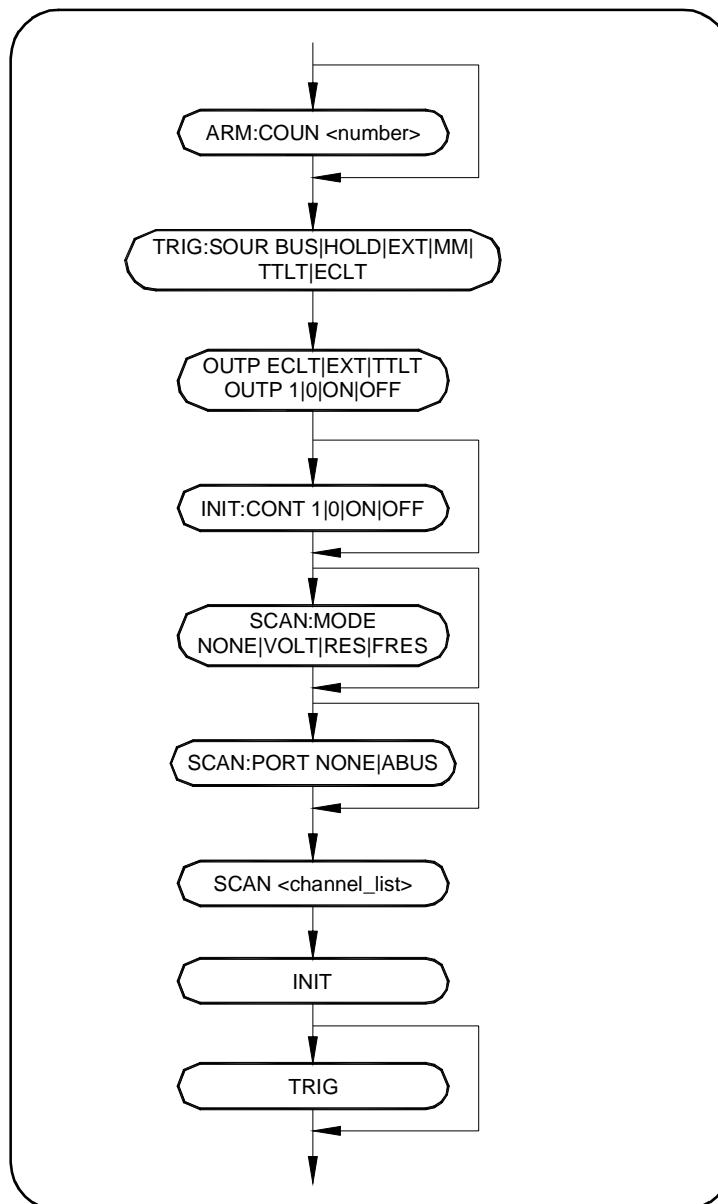 ARM:COUN <number>
TRIG:SOUR BUS|HOLD|EXT|MM|
TTLT|ECLT
OUTP ECLT|EXT|TTLT
OUTP 1|0|ON|OFF
INIT:CONT 1|0|ON|OFF
SCAN:MODE
NONE|VOLT|RES|FRES
SCAN:PORT NONE|ABUS
SCAN <channel_list>
INIT
TRIG